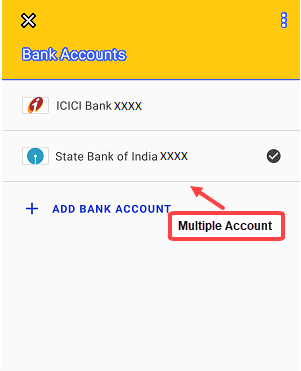 Bank Accounts
ICICI Bank XXXX
State Bank of India XXXX
ADD BANK ACCOUNT
Multiple Account